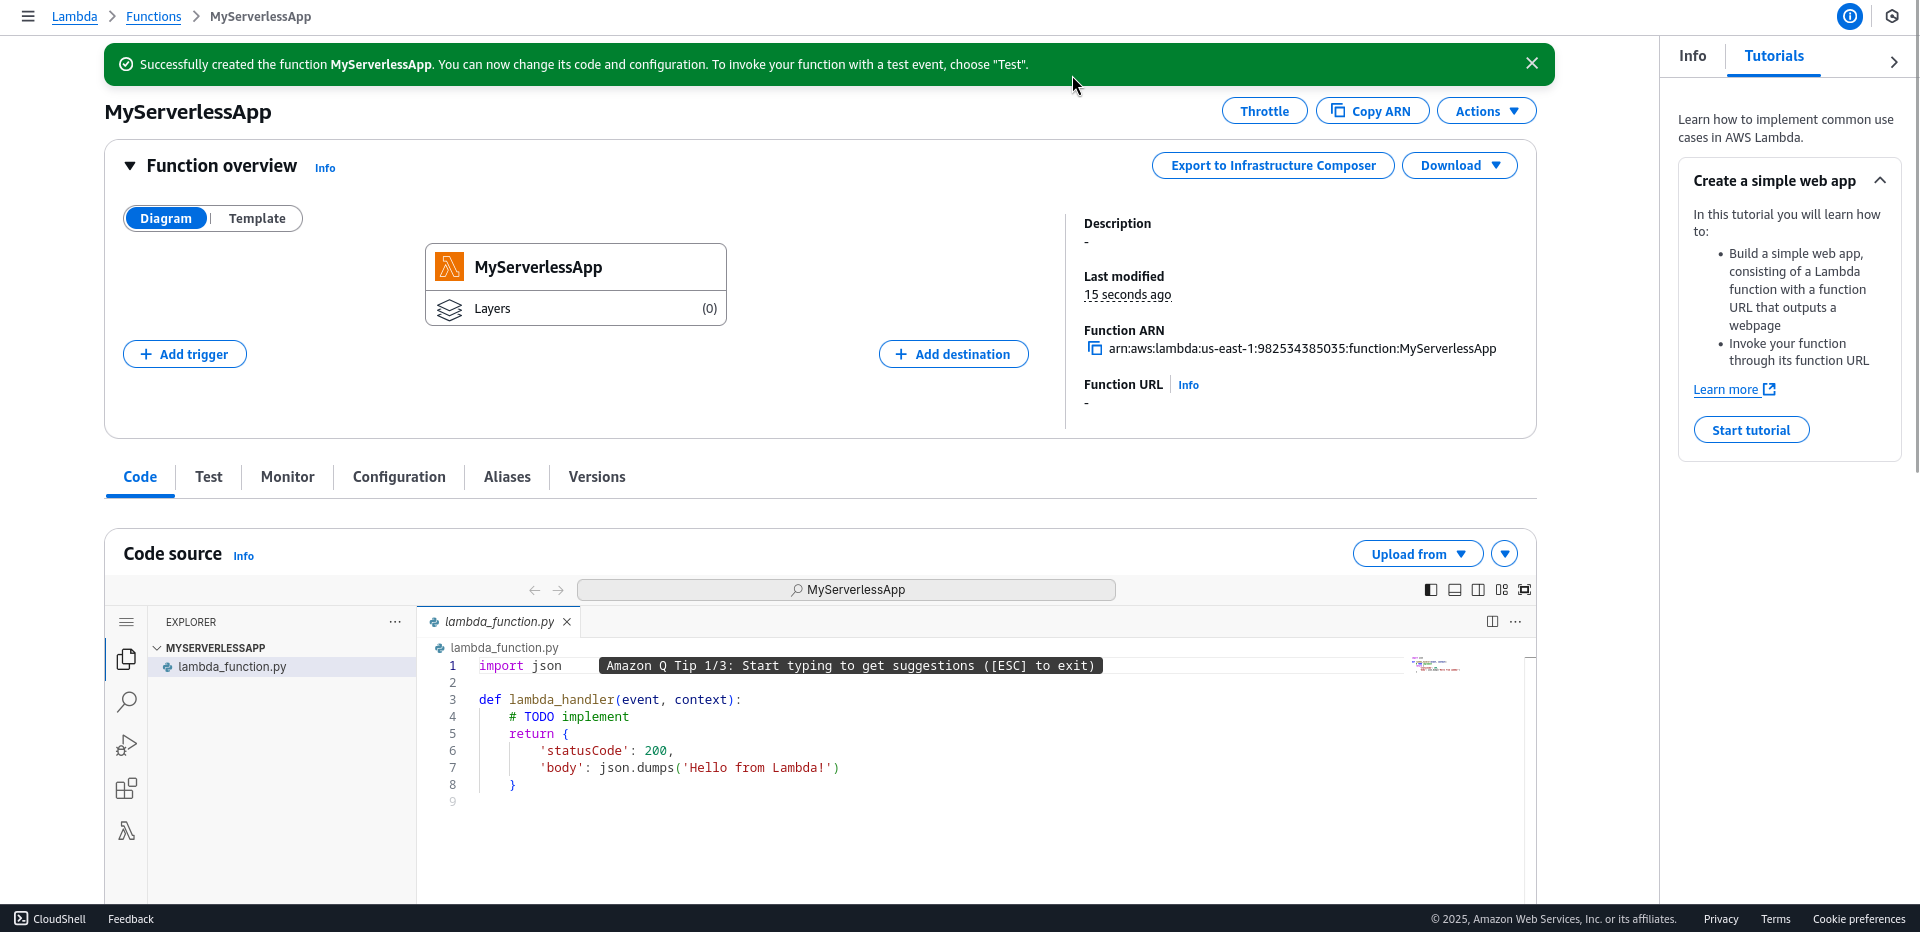 Lambda > Functions > MyServerlessApp
Successfully created the function MyServerlessApp. You can now change its code and configuration. To invoke your function with a test event, choose "Test".
MyServerlessApp
Throttle
Copy ARN
Actions
Function overview
Info
Export to Infrastructure Composer
Download
Diagram
Template
MyServerlessApp
Layers
(0)
+ Add trigger
+ Add destination
Description
-
Last modified
15 seconds ago
Function ARN
arn:aws:lambda:us-east-1:982534385035:function:MyServerlessApp
Function URL
Info
-
Code
Test
Monitor
Configuration
Aliases
Versions
Code source
Info
Upload from
MyServerlessApp
EXPLORER
MYSERVERLESSAPP
lambda_function.py
lambda_function.py
lambda_function.py
1 import json
Amazon Q Tip 1/3: Start typing to get suggestions ([ESC] to exit)
2
3 def lambda_handler(event, context):
4 # TODO implement
5 return {
6 'statusCode': 200,
7 'body': json.dumps('Hello from Lambda!')
8 }
9
Info
Tutorials
Learn how to implement common use
cases in AWS Lambda.
Create a simple web app
In this tutorial you will learn how
to:
• Build a simple web app,
consisting of a Lambda
function with a function
URL that outputs a
webpage
• Invoke your function
through its function URL
Learn more
Start tutorial
CloudShell
Feedback
© 2025, Amazon Web Services, Inc. or its affiliates.
Privacy
Terms
Cookie preferences